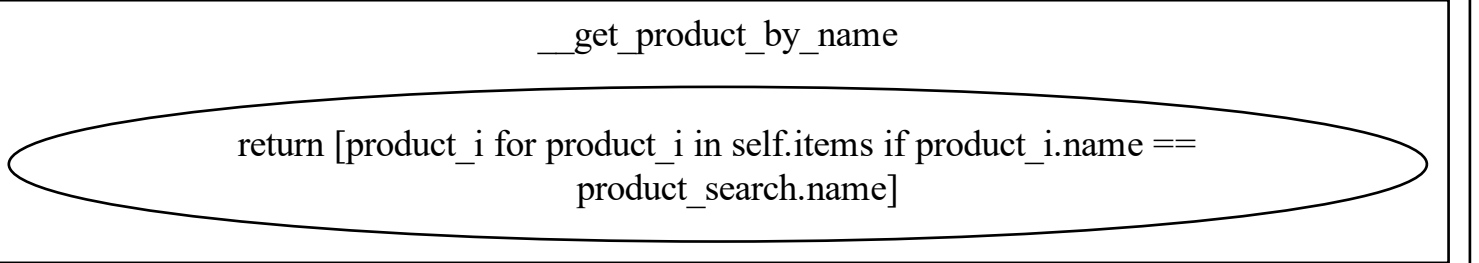 __get_product_by_name
return [product_i for product_i in self.items if product_i.name ==
product_search.name]